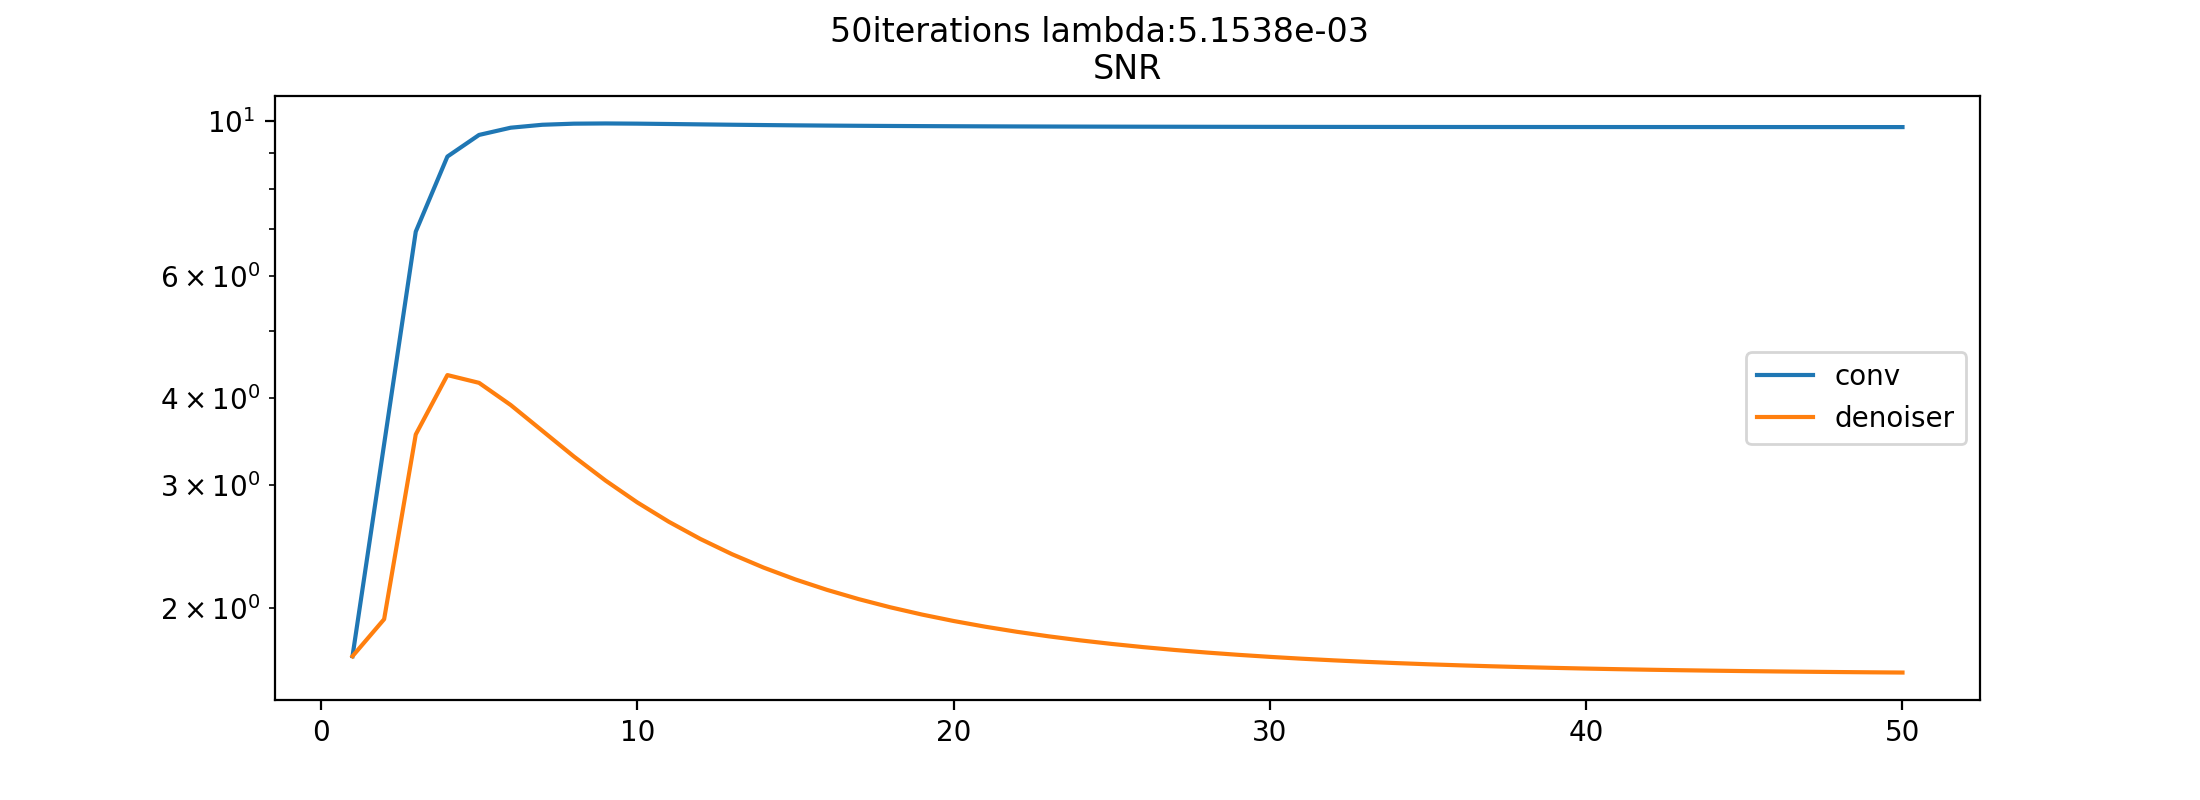 50iterations lambda:5.1538e-03
SNR
10¹
6 × 10⁰
4 × 10⁰
3 × 10⁰
2 × 10⁰
conv
denoiser
0 10 20 30 40 50